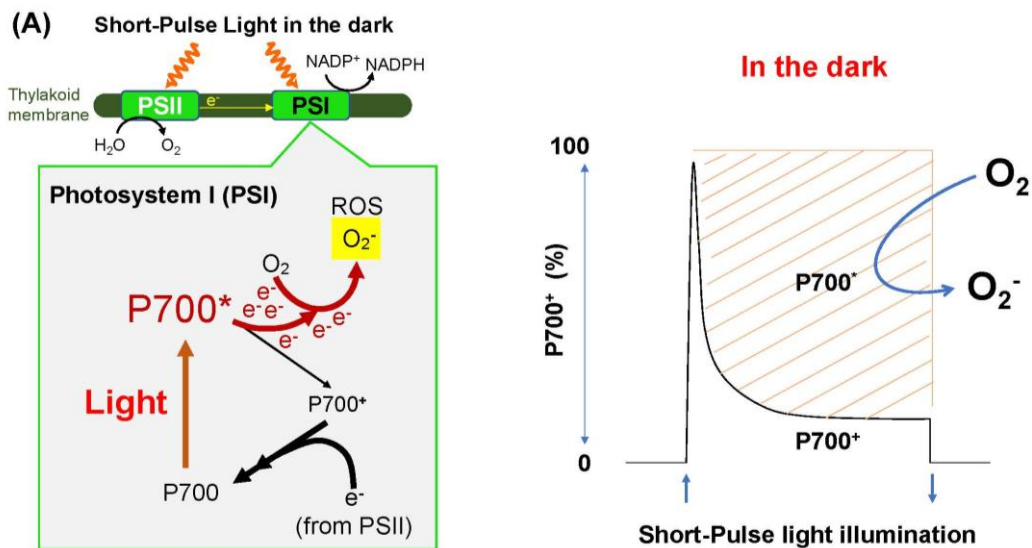 (A)
Short-Pulse Light in the dark
NADP⁺
NADPH
Thylakoid
membrane
PSII
e⁻
PSI
H₂O
O₂
Photosystem I (PSI)
ROS
O₂⁻
O₂
P700*
e⁻
e⁻ e⁻
e⁻
e⁻
e⁻
Light
P700⁺
P700
e⁻
(from PSII)
In the dark
100
P700⁺ (%)
0
P700*
O₂
O₂⁻
P700⁺
Short-Pulse light illumination